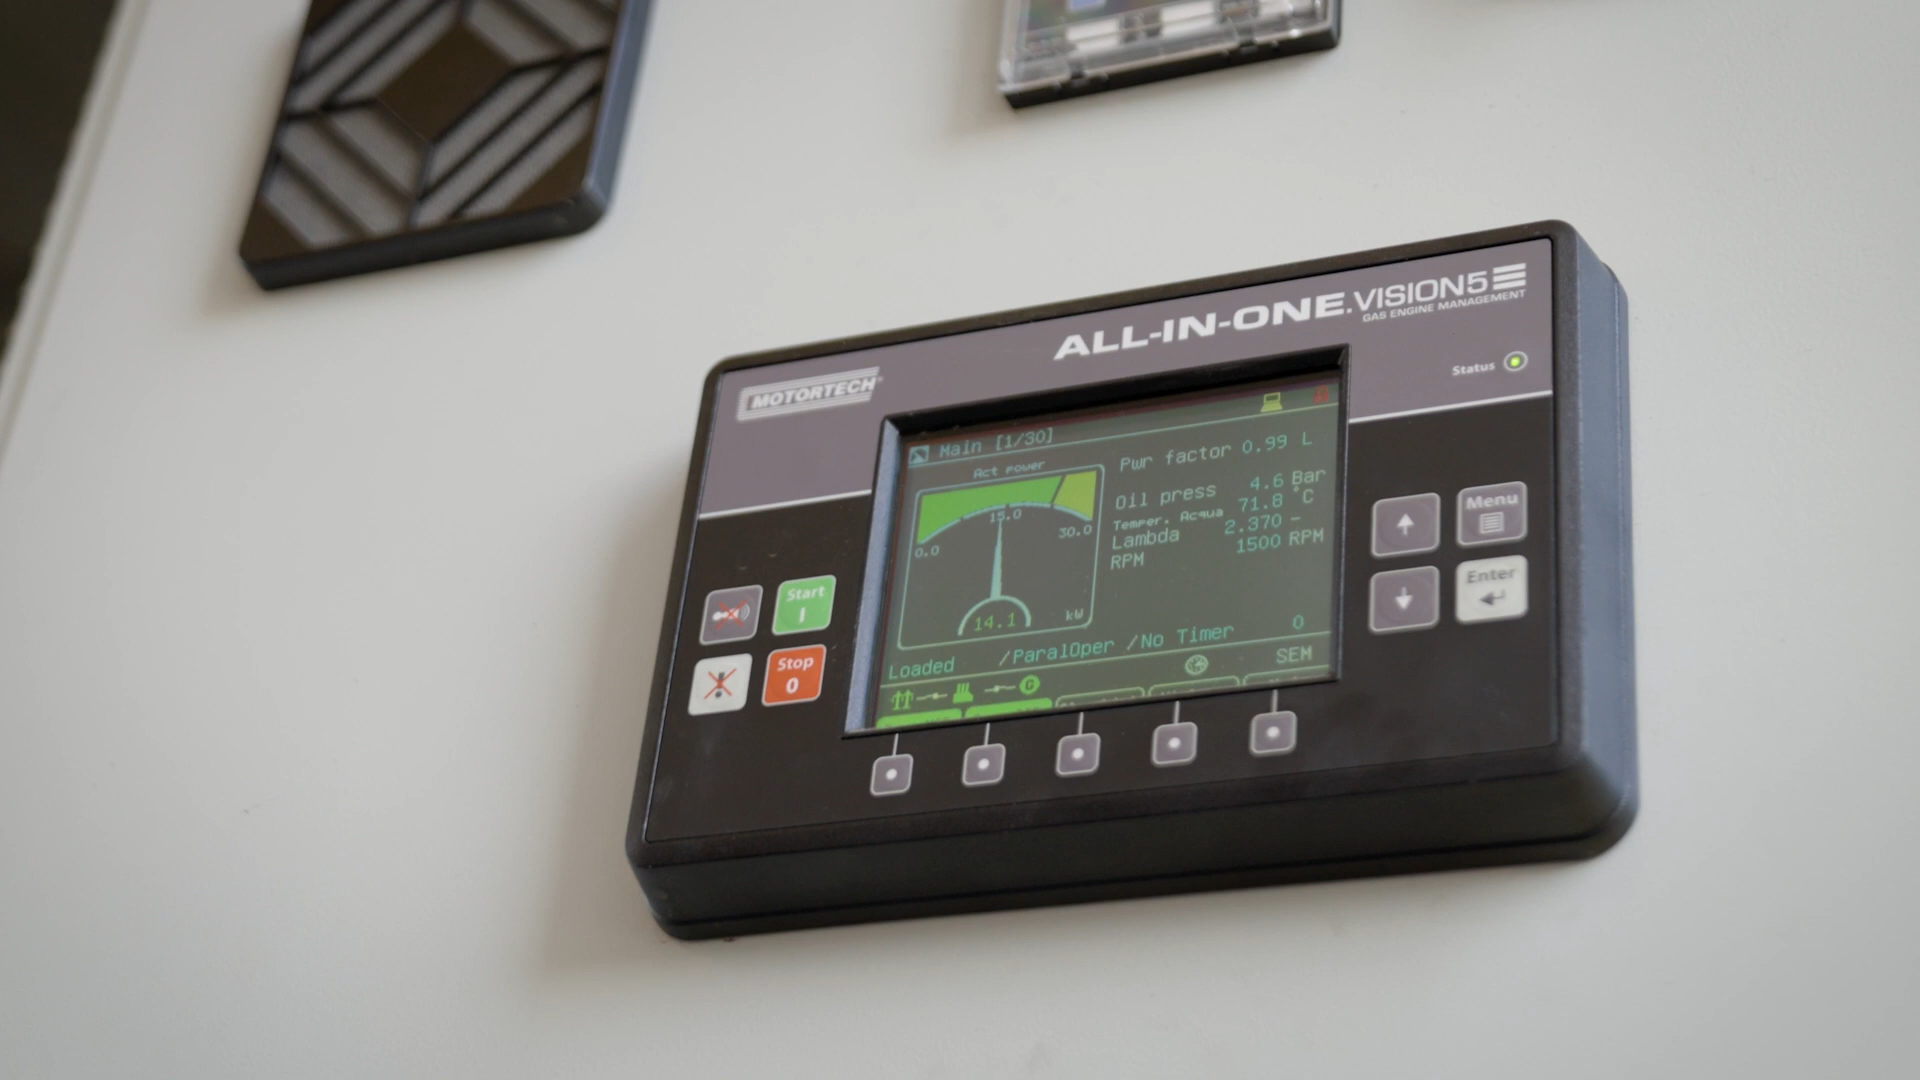 ALL-IN-ONE.VISION5
GAS ENGINE MANAGEMENT
MOTORTECH®
Status
Main [1/30]
Act power
15.0
0.0
30.0
14.1
kW
Pwr factor 0.99 L
Oil press 4.6 Bar
Temper. Acqua 71.8 °C
Lambda 2.370 -
RPM 1500 RPM
Loaded /ParalOper /No Timer 0
SEM
G
Start
I
Stop
0
Menu
Enter